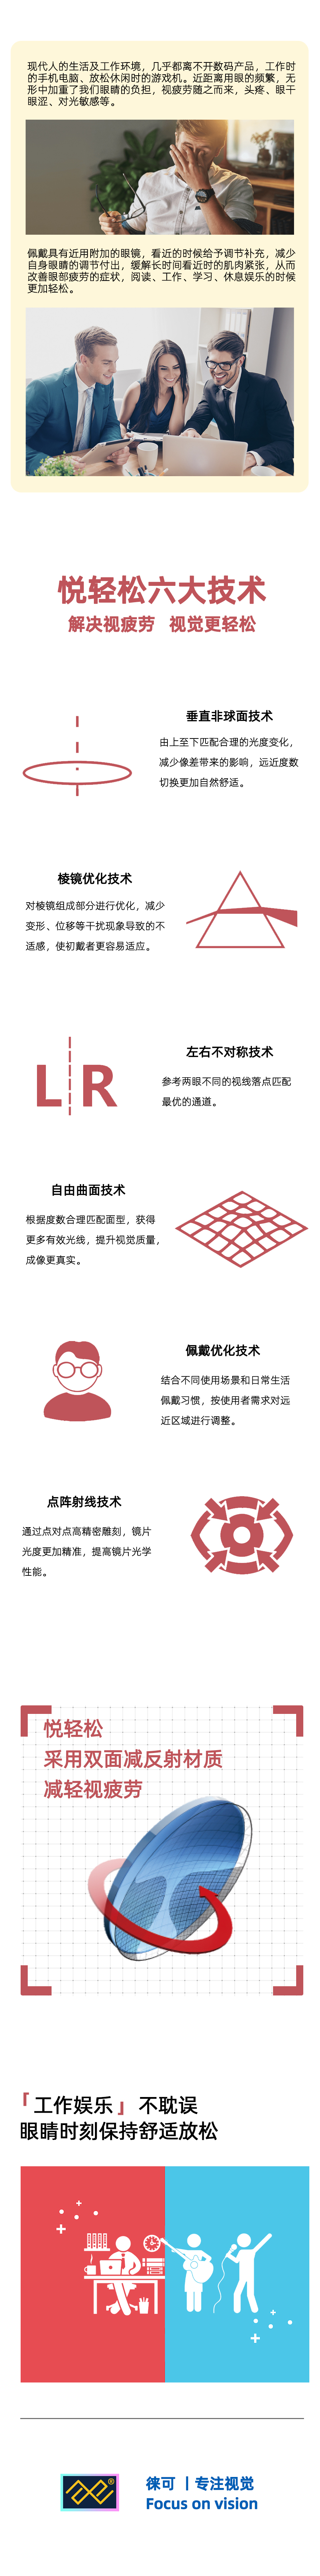 现代人的生活及工作环境，几乎都离不开数码产品，工作时
的手机电脑、放松休闲时的游戏机。近距离用眼的频繁，无
形中加重了我们眼睛的负担，视疲劳随之而来，头疼、眼干
眼涩、对光敏感等。
佩戴具有近用附加的眼镜，看近的时候给予调节补充，减少
自身眼睛的调节付出，缓解长时间看近时的肌肉紧张，从而
改善眼部疲劳的症状，阅读、工作、学习、休息娱乐的时候
更加轻松。
悦轻松六大技术
解决视疲劳 视觉更轻松
垂直非球面技术
由上至下匹配合理的光度变化，
减少像差带来的影响，远近度数
切换更加自然舒适。
棱镜优化技术
对棱镜组成部分进行优化，减少
变形、位移等干扰现象导致的不
适感，使初戴者更容易适应。
L R
左右不对称技术
参考两眼不同的视线落点匹配
最优的通道。
自由曲面技术
根据度数合理匹配面型，获得
更多有效光线，提升视觉质量，
成像更真实。
佩戴优化技术
结合不同使用场景和日常生活
佩戴习惯，按使用者需求对远
近区域进行调整。
点阵射线技术
通过点对点高精密雕刻，镜片
光度更加精准，提高镜片光学
性能。
悦轻松
采用双面减反射材质
减轻视疲劳
「工作娱乐」不耽误
眼睛时刻保持舒适放松
®
徕可 | 专注视觉
Focus on vision